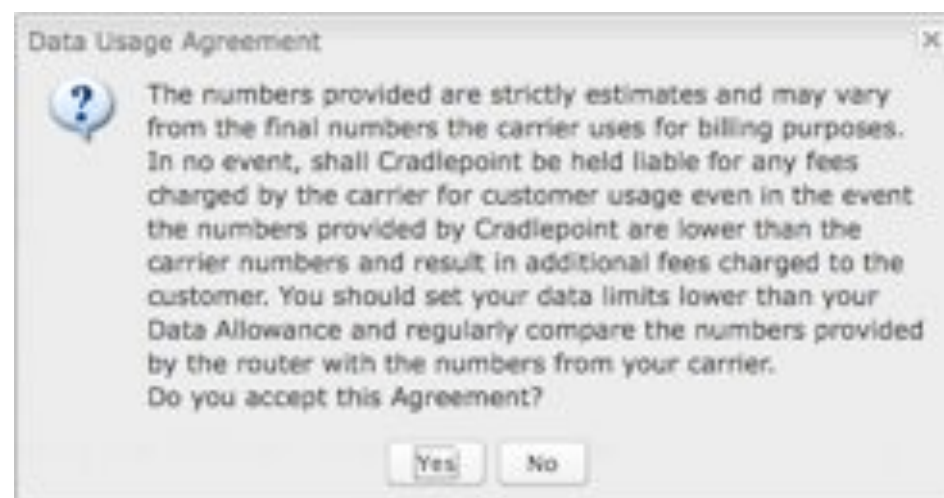 Data Usage Agreement
The numbers provided are strictly estimates and may vary
from the final numbers the carrier uses for billing purposes.
In no event, shall Cradlepoint be held liable for any fees
charged by the carrier for customer usage even in the event
the numbers provided by Cradlepoint are lower than the
carrier numbers and result in additional fees charged to the
customer. You should set your data limits lower than your
Data Allowance and regularly compare the numbers provided
by the router with the numbers from your carrier.
Do you accept this Agreement?
Yes No